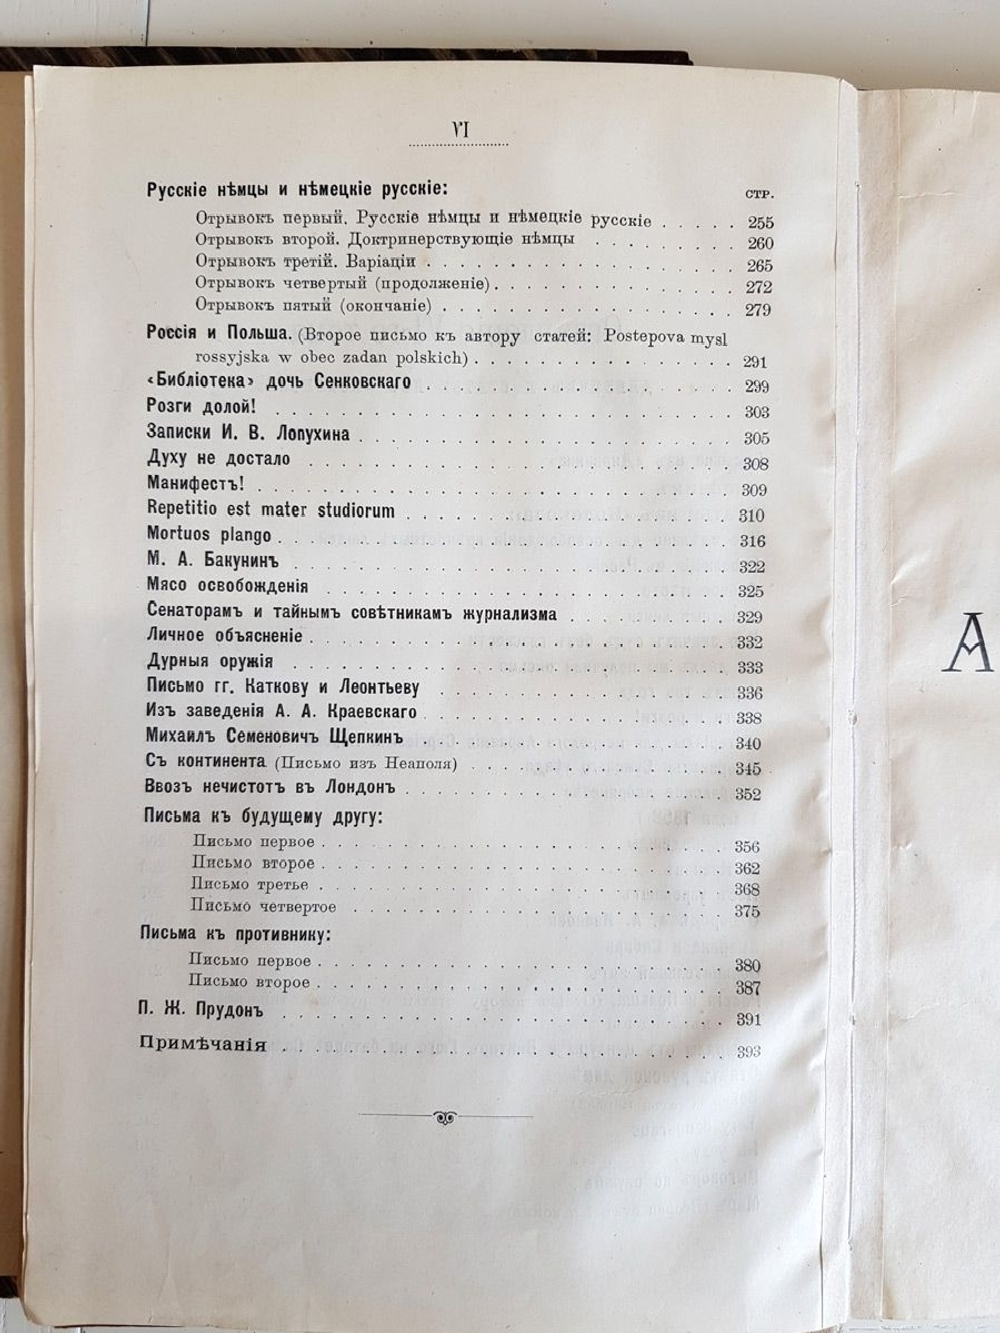 VI
Русскіе нѣмцы и нѣмецкіе русскіе: СТР.
Отрывокъ первый. Русскіе нѣмцы и нѣмецкіе русскіе . . . . . 255
Отрывокъ второй. Доктринерствующіе нѣмцы . . . . . . . . 260
Отрывокъ третій. Варіаціи . . . . . . . . . . . . . . . . . 265
Отрывокъ четвертый (продолженіе) . . . . . . . . . . . . . 272
Отрывокъ пятый (окончаніе) . . . . . . . . . . . . . . . . 279
Россія и Польша. (Второе письмо къ автору статей: Postepova mysl
rossyjska w obec zadan polskich) . . . . . . . . . . . . . . 291
«Библіотека» дочь Сенковскаго . . . . . . . . . . . . . . . 299
Розги долой! . . . . . . . . . . . . . . . . . . . . . . . . 303
Записки И. В. Лопухина . . . . . . . . . . . . . . . . . . . 305
Духу не достало . . . . . . . . . . . . . . . . . . . . . . 308
Манифестъ! . . . . . . . . . . . . . . . . . . . . . . . . . 309
Repetitio est mater studiorum . . . . . . . . . . . . . . . . 310
Mortuos plango . . . . . . . . . . . . . . . . . . . . . . . 316
М. А. Бакунинъ . . . . . . . . . . . . . . . . . . . . . . . 322
Мясо освобожденія . . . . . . . . . . . . . . . . . . . . . 325
Сенаторамъ и тайнымъ совѣтникамъ журнализма . . . . . . . . 329
Личное объясненіе . . . . . . . . . . . . . . . . . . . . . 332
Дурныя оружія . . . . . . . . . . . . . . . . . . . . . . . 333
Письмо гг. Каткову и Леонтьеву . . . . . . . . . . . . . . . 336
Изъ заведенія А. А. Краевскаго . . . . . . . . . . . . . . . 338
Михаилъ Семеновичъ Щепкинъ . . . . . . . . . . . . . . . . . 340
Съ континента (Письмо изъ Неаполя) . . . . . . . . . . . . . 345
Ввозъ нечистотъ въ Лондонъ . . . . . . . . . . . . . . . . . 352
Письма къ будущему другу:
Письмо первое . . . . . . . . . . . . . . . . . . . . . . . 356
Письмо второе . . . . . . . . . . . . . . . . . . . . . . . 362
Письмо третье . . . . . . . . . . . . . . . . . . . . . . . 368
Письмо четвертое . . . . . . . . . . . . . . . . . . . . . . 375
Письма къ противнику:
Письмо первое . . . . . . . . . . . . . . . . . . . . . . . 380
Письмо второе . . . . . . . . . . . . . . . . . . . . . . . 387
П. Ж. Прудонъ . . . . . . . . . . . . . . . . . . . . . . . 391
Примѣчанія . . . . . . . . . . . . . . . . . . . . . . . . . 393
А